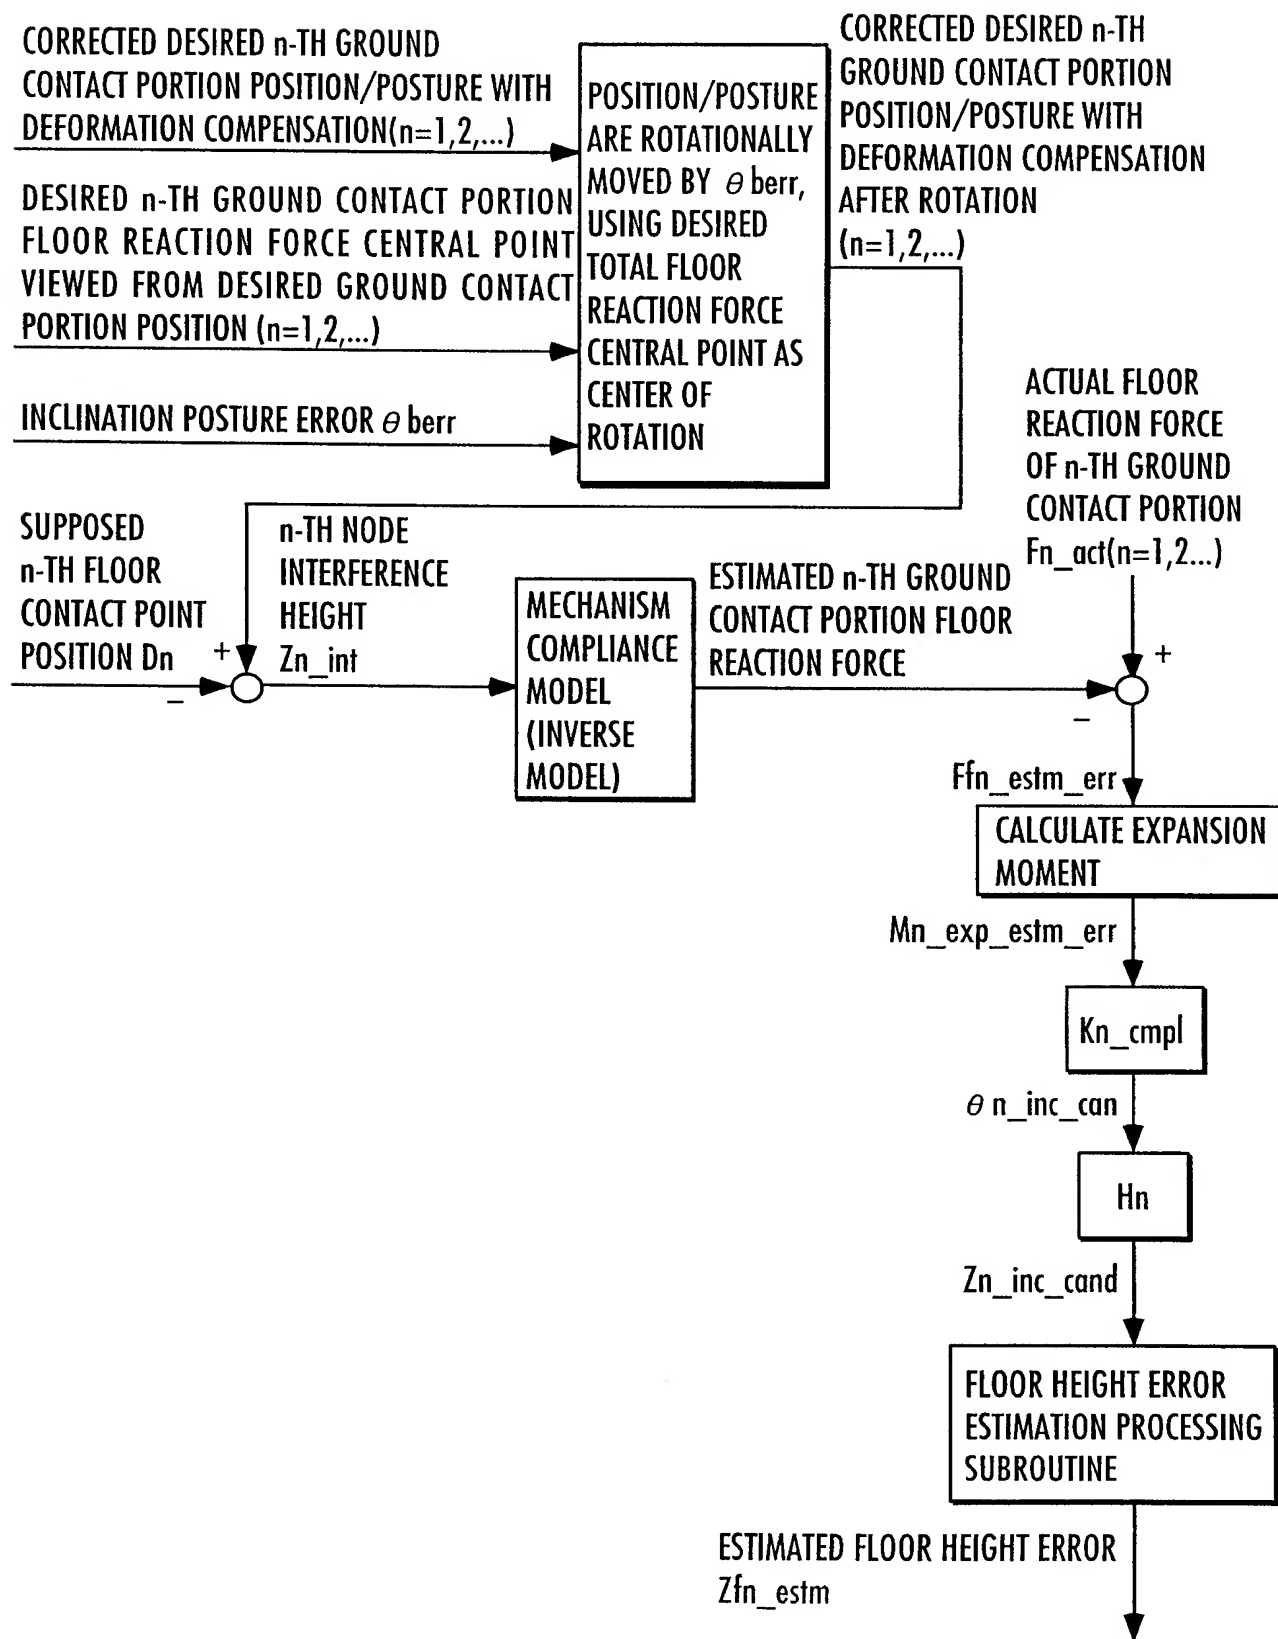 CORRECTED DESIRED n-TH GROUND
CONTACT PORTION POSITION/POSTURE WITH
DEFORMATION COMPENSATION(n=1,2,...)
DESIRED n-TH GROUND CONTACT PORTION
FLOOR REACTION FORCE CENTRAL POINT
VIEWED FROM DESIRED GROUND CONTACT
PORTION POSITION (n=1,2,...)
INCLINATION POSTURE ERROR θ berr
POSITION/POSTURE
ARE ROTATIONALLY
MOVED BY θ berr,
USING DESIRED
TOTAL FLOOR
REACTION FORCE
CENTRAL POINT AS
CENTER OF
ROTATION
CORRECTED DESIRED n-TH
GROUND CONTACT PORTION
POSITION/POSTURE WITH
DEFORMATION COMPENSATION
AFTER ROTATION
(n=1,2,...)
ACTUAL FLOOR
REACTION FORCE
OF n-TH GROUND
CONTACT PORTION
Fn_act(n=1,2...)
SUPPOSED
n-TH FLOOR
CONTACT POINT
POSITION Dn
+
−
n-TH NODE
INTERFERENCE
HEIGHT
Zn_int
MECHANISM
COMPLIANCE
MODEL
(INVERSE
MODEL)
ESTIMATED n-TH GROUND
CONTACT PORTION FLOOR
REACTION FORCE
+
−
Ffn_estm_err
CALCULATE EXPANSION
MOMENT
Mn_exp_estm_err
Kn_cmpl
θ n_inc_can
Hn
Zn_inc_cand
FLOOR HEIGHT ERROR
ESTIMATION PROCESSING
SUBROUTINE
ESTIMATED FLOOR HEIGHT ERROR
Zfn_estm